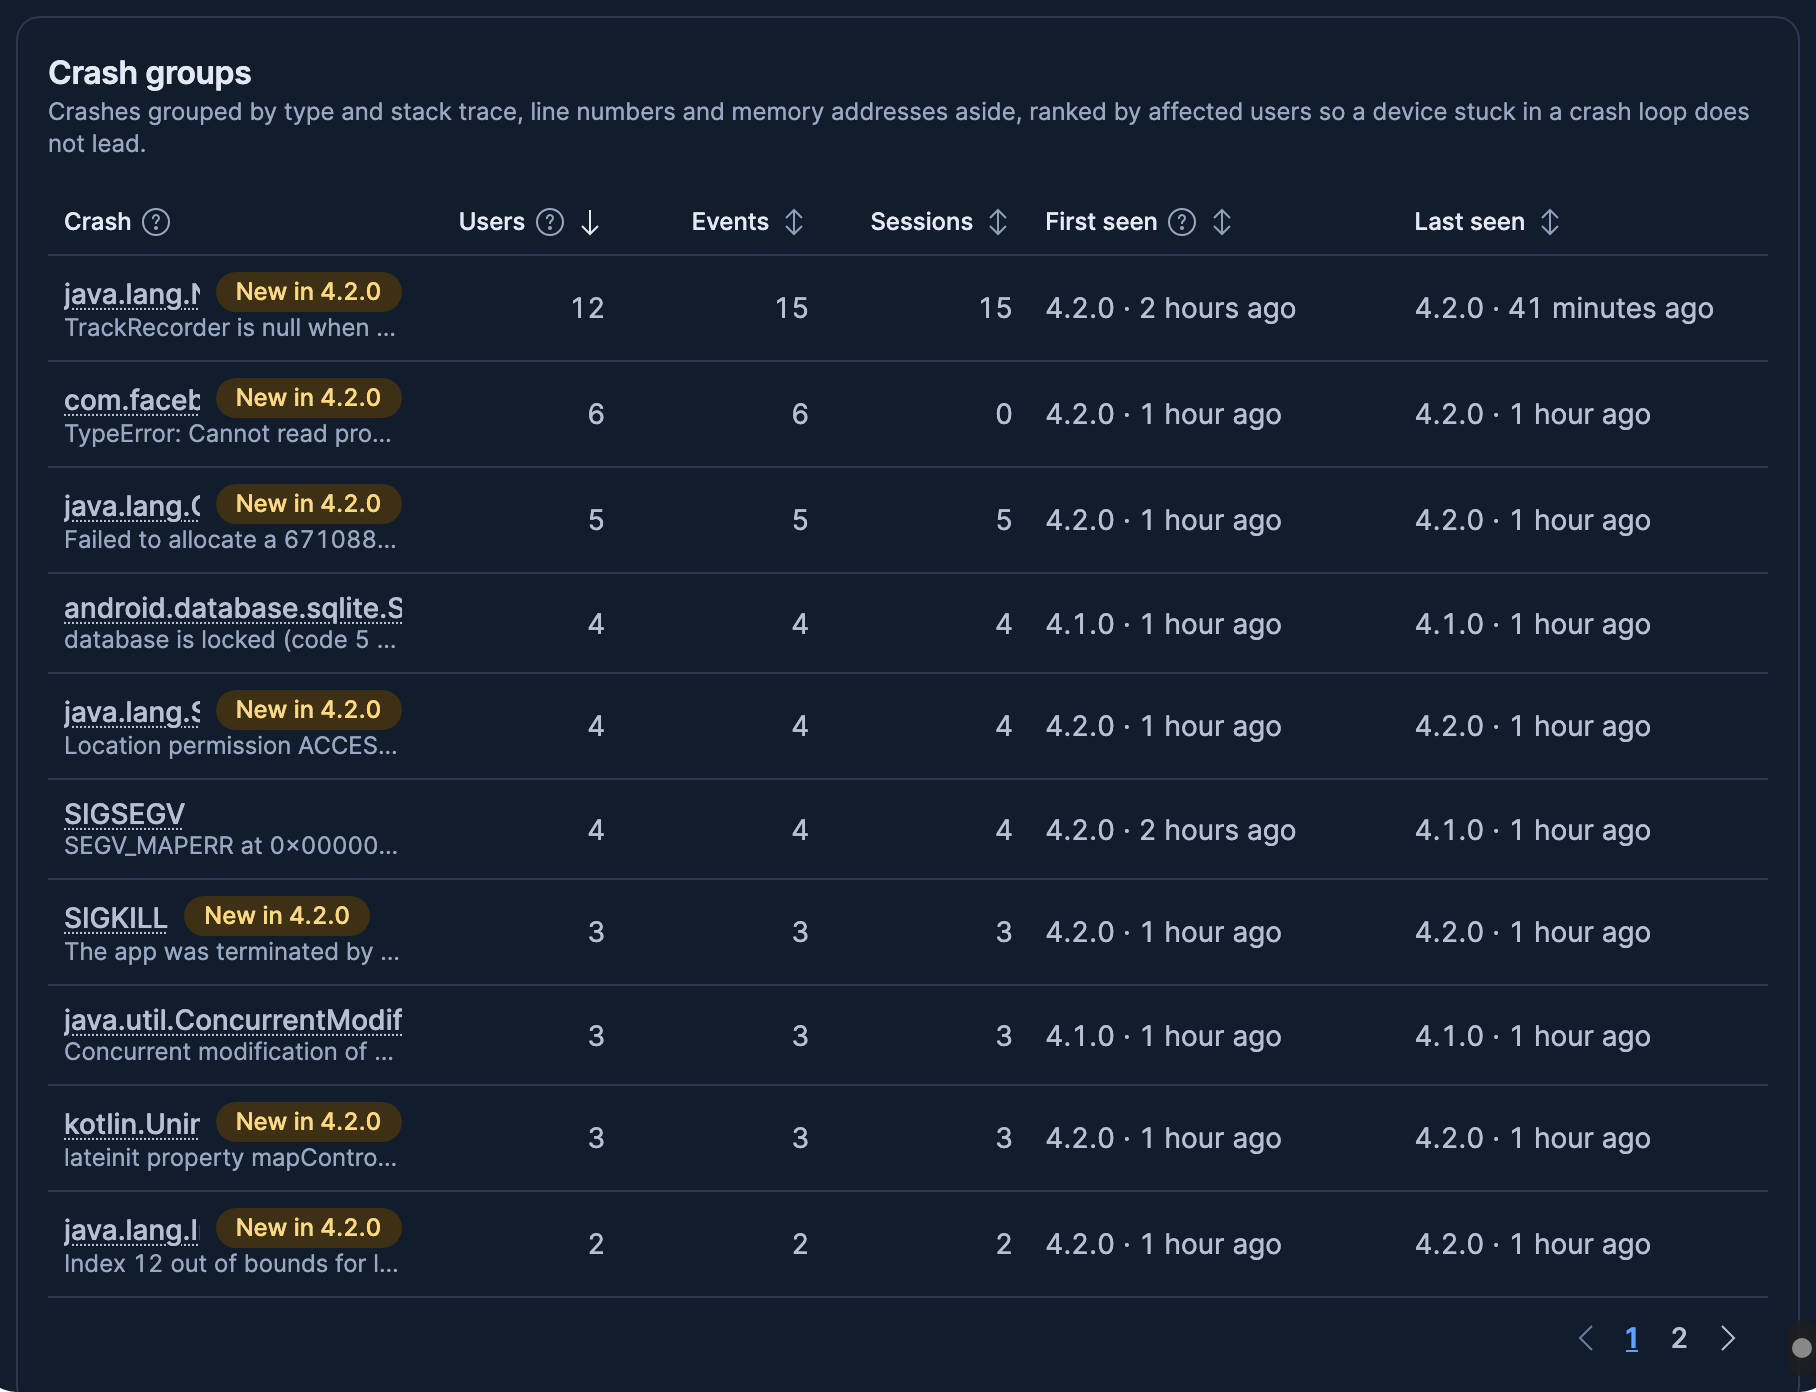 Crash groups
Crashes grouped by type and stack trace, line numbers and memory addresses aside, ranked by affected users so a device stuck in a crash loop does
not lead.
Crash ? Users ? ↓ Events Sessions First seen ? Last seen
java.lang.N New in 4.2.0
TrackRecorder is null when ...
12 15 15 4.2.0 · 2 hours ago 4.2.0 · 41 minutes ago
com.faceb New in 4.2.0
TypeError: Cannot read pro...
6 6 0 4.2.0 · 1 hour ago 4.2.0 · 1 hour ago
java.lang.O New in 4.2.0
Failed to allocate a 671088...
5 5 5 4.2.0 · 1 hour ago 4.2.0 · 1 hour ago
android.database.sqlite.S
database is locked (code 5 ...
4 4 4 4.1.0 · 1 hour ago 4.1.0 · 1 hour ago
java.lang.S New in 4.2.0
Location permission ACCES...
4 4 4 4.2.0 · 1 hour ago 4.2.0 · 1 hour ago
SIGSEGV
SEGV_MAPERR at 0x00000...
4 4 4 4.2.0 · 2 hours ago 4.1.0 · 1 hour ago
SIGKILL New in 4.2.0
The app was terminated by ...
3 3 3 4.2.0 · 1 hour ago 4.2.0 · 1 hour ago
java.util.ConcurrentModif
Concurrent modification of ...
3 3 3 4.1.0 · 1 hour ago 4.1.0 · 1 hour ago
kotlin.Unin New in 4.2.0
lateinit property mapContro...
3 3 3 4.2.0 · 1 hour ago 4.2.0 · 1 hour ago
java.lang.I New in 4.2.0
Index 12 out of bounds for l...
2 2 2 4.2.0 · 1 hour ago 4.2.0 · 1 hour ago
1 2